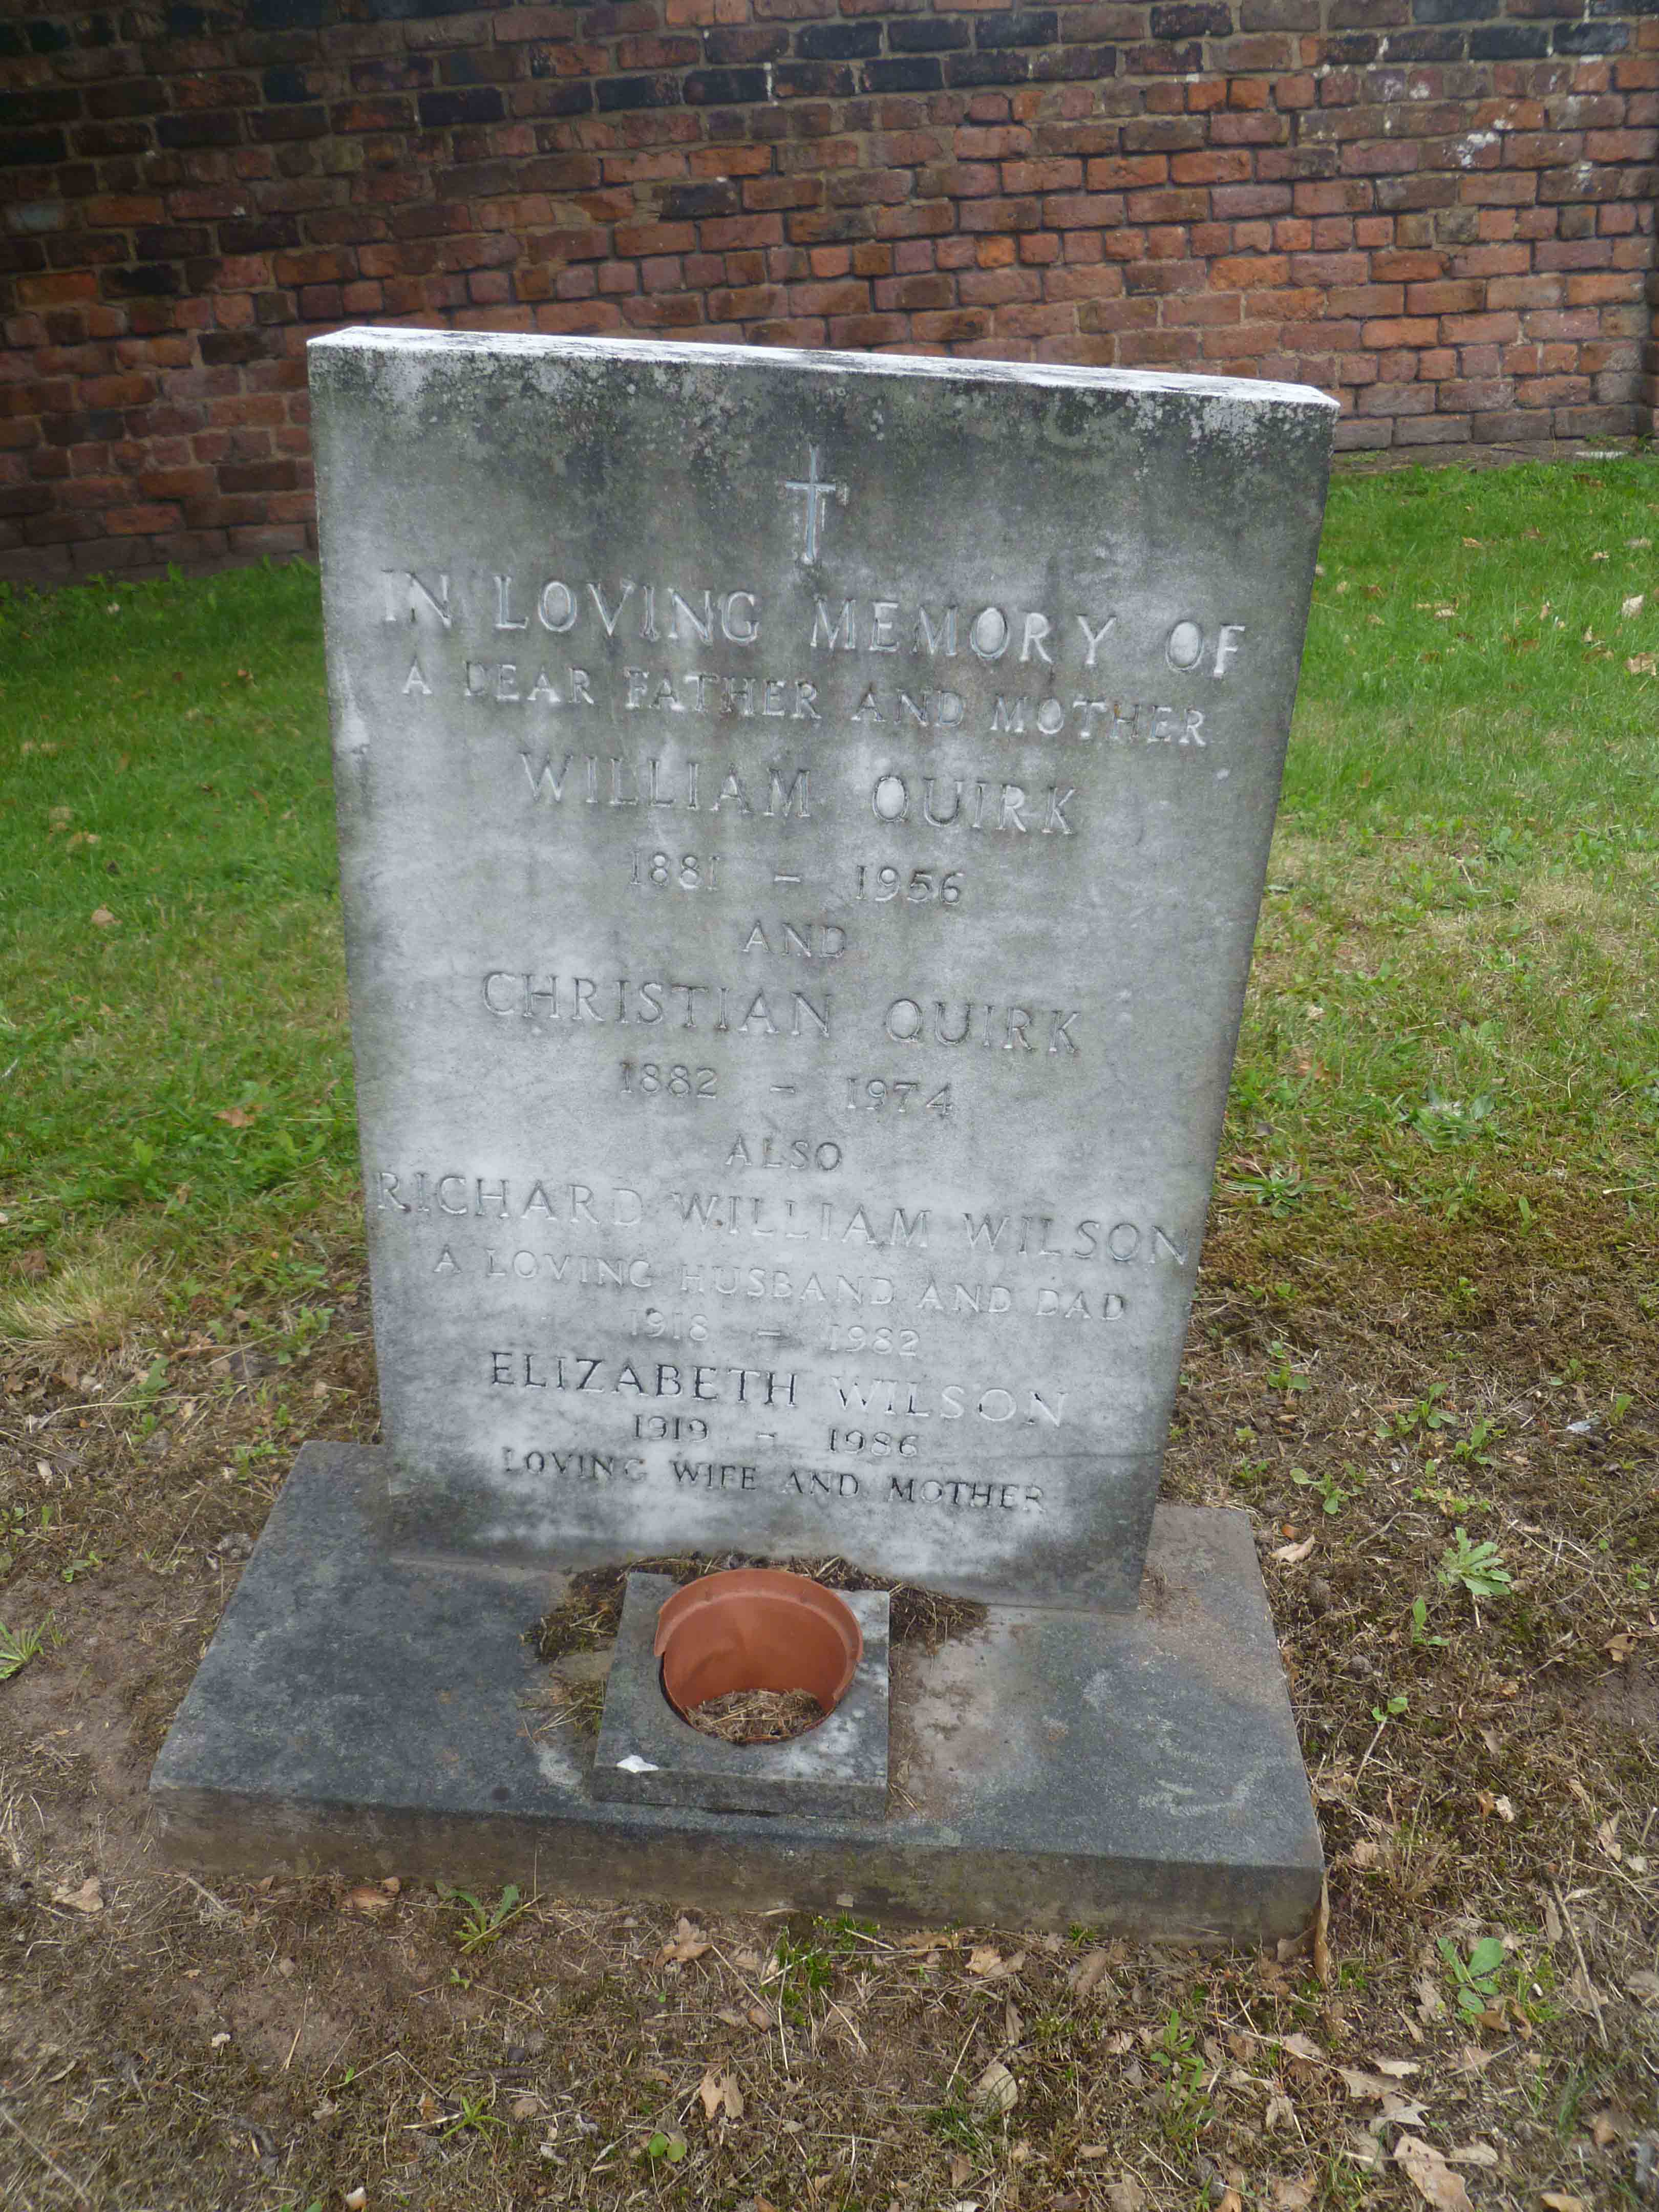 IN LOVING MEMORY OF
A DEAR FATHER AND MOTHER
WILLIAM QUIRK
1881 – 1956
AND
CHRISTIAN QUIRK
1882 – 1974
ALSO
RICHARD WILLIAM WILSON
A LOVING HUSBAND AND DAD
1918 – 1982
ELIZABETH WILSON
1919 – 1986
LOVING WIFE AND MOTHER